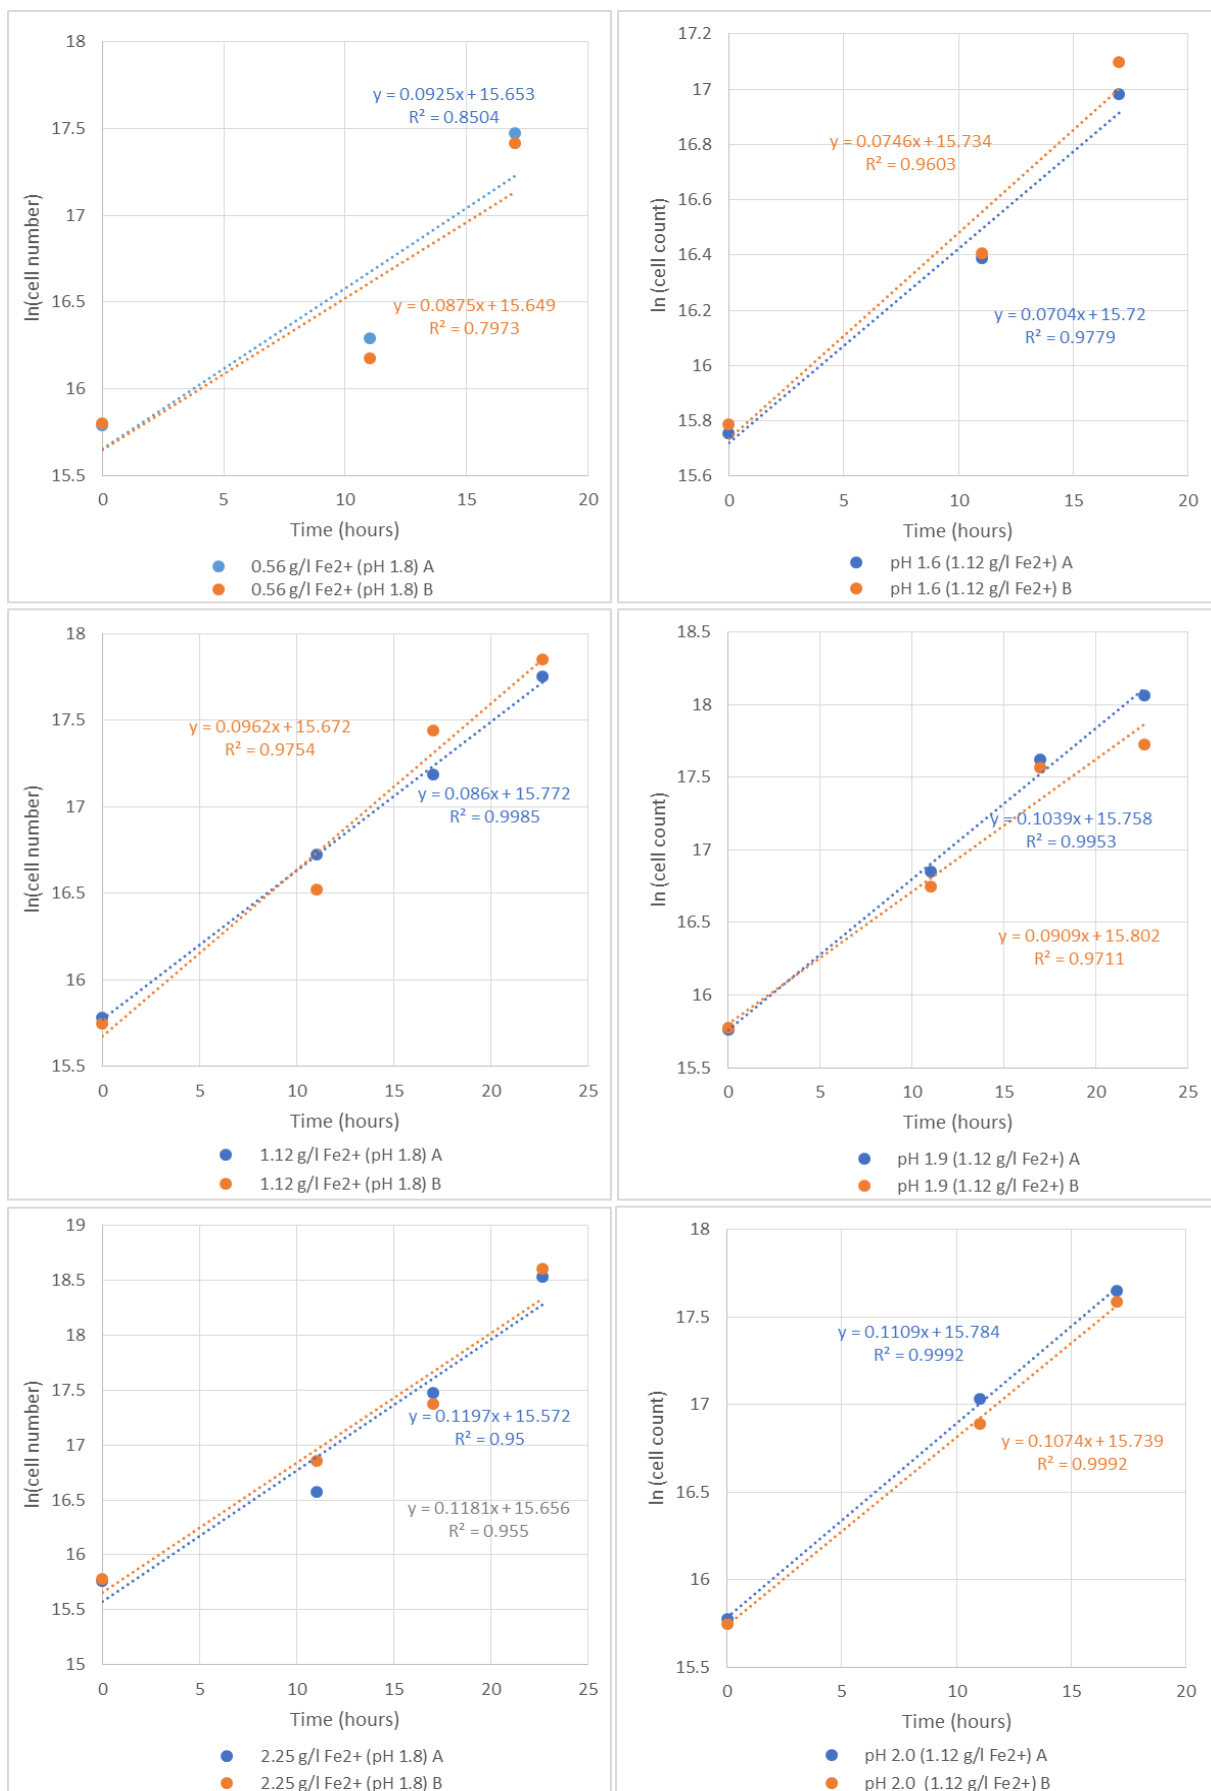 18
17.5
17
16.5
16
15.5
ln(cell number)
y = 0.0925x + 15.653
R² = 0.8504
y = 0.0875x + 15.649
R² = 0.7973
0 5 10 15 20
Time (hours)
0.56 g/l Fe2+ (pH 1.8) A
0.56 g/l Fe2+ (pH 1.8) B
17.2
17
16.8
16.6
16.4
16.2
16
15.8
15.6
ln (cell count)
y = 0.0746x + 15.734
R² = 0.9603
y = 0.0704x + 15.72
R² = 0.9779
0 5 10 15 20
Time (hours)
pH 1.6 (1.12 g/l Fe2+) A
pH 1.6 (1.12 g/l Fe2+) B
18
17.5
17
16.5
16
15.5
ln(cell number)
y = 0.0962x + 15.672
R² = 0.9754
y = 0.086x + 15.772
R² = 0.9985
0 5 10 15 20 25
Time (hours)
1.12 g/l Fe2+ (pH 1.8) A
1.12 g/l Fe2+ (pH 1.8) B
18.5
18
17.5
17
16.5
16
15.5
ln (cell count)
y = 0.1039x + 15.758
R² = 0.9953
y = 0.0909x + 15.802
R² = 0.9711
0 5 10 15 20 25
Time (hours)
pH 1.9 (1.12 g/l Fe2+) A
pH 1.9 (1.12 g/l Fe2+) B
19
18.5
18
17.5
17
16.5
16
15.5
15
ln(cell number)
y = 0.1197x + 15.572
R² = 0.95
y = 0.1181x + 15.656
R² = 0.955
0 5 10 15 20 25
Time (hours)
2.25 g/l Fe2+ (pH 1.8) A
2.25 g/l Fe2+ (pH 1.8) B
18
17.5
17
16.5
16
15.5
ln (cell count)
y = 0.1109x + 15.784
R² = 0.9992
y = 0.1074x + 15.739
R² = 0.9992
0 5 10 15 20
Time (hours)
pH 2.0 (1.12 g/l Fe2+) A
pH 2.0 (1.12 g/l Fe2+) B